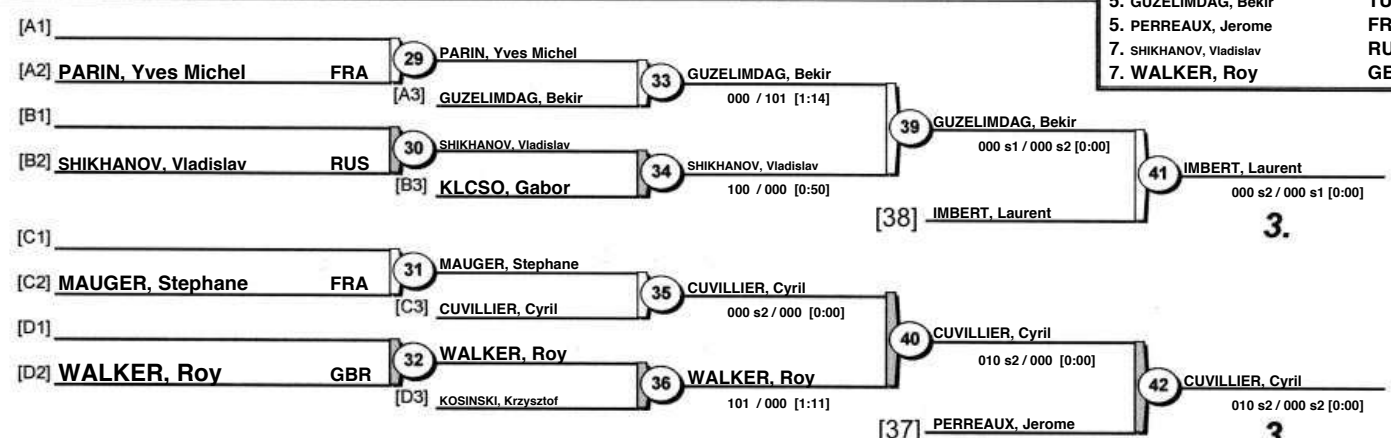 5. GUZELIMDAG, Bekir TU
5. PERREAUX, Jerome FR
7. SHIKHANOV, Vladislav RU
7. WALKER, Roy GB
[A1]
[A2] PARIN, Yves Michel FRA
29
PARIN, Yves Michel
[A3] GUZELIMDAG, Bekir
33
GUZELIMDAG, Bekir
000 / 101 [1:14]
[B1]
[B2] SHIKHANOV, Vladislav RUS
30
SHIKHANOV, Vladislav
[B3] KLCSO, Gabor
34
SHIKHANOV, Vladislav
100 / 000 [0:50]
39
GUZELIMDAG, Bekir
000 s1 / 000 s2 [0:00]
[38] IMBERT, Laurent
41
IMBERT, Laurent
000 s2 / 000 s1 [0:00]
3.
[C1]
[C2] MAUGER, Stephane FRA
31
MAUGER, Stephane
[C3] CUVILLIER, Cyril
35
CUVILLIER, Cyril
000 s2 / 000 [0:00]
[D1]
[D2] WALKER, Roy GBR
32
WALKER, Roy
[D3] KOSINSKI, Krzysztof
36
WALKER, Roy
101 / 000 [1:11]
40
CUVILLIER, Cyril
010 s2 / 000 [0:00]
[37] PERREAUX, Jerome
42
CUVILLIER, Cyril
010 s2 / 000 s2 [0:00]
3